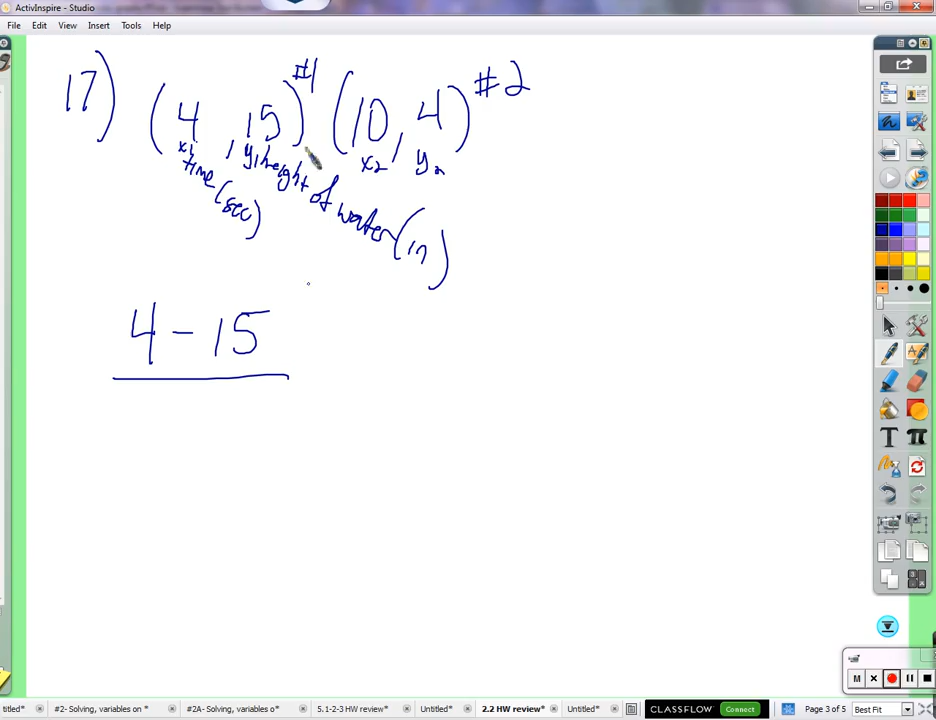 ActivInspire - Studio
File Edit View Insert Tools Help
17) (4 , 15) #1 (10, 4) #2
x1 y1 x2 y2
time (sec)
height of water (in)
4 - 15
titled* #2- Solving, variables on * #2A- Solving, variables o* 5.1-2-3 HW review* Untitled* 2.2 HW review* Untitled* CLASSFLOW Connect Page 3 of 5 Best Fit